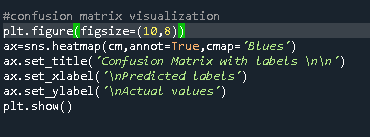 #confusion matrix visualization
plt.figure(figsize=(10,8))
ax=sns.heatmap(cm,annot=True,cmap='Blues')
ax.set_title('Confusion Matrix with labels \n\n')
ax.set_xlabel('\nPredicted labels')
ax.set_ylabel('\nActual values')
plt.show()